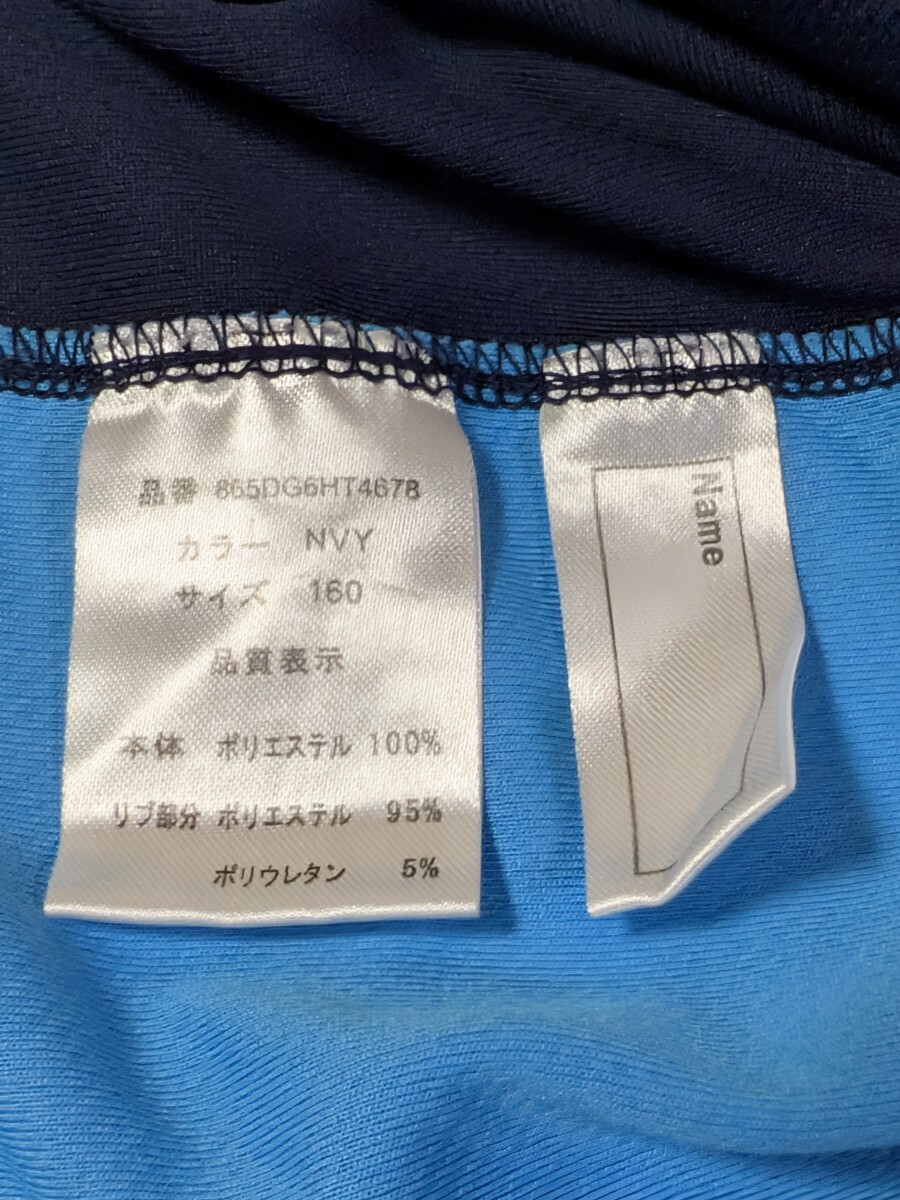 品番 865DG6HT4678
カラー NVY
サイズ 160
品質表示
本体 ポリエステル 100%
リブ部分 ポリエステル 95%
ポリウレタン 5%
Name